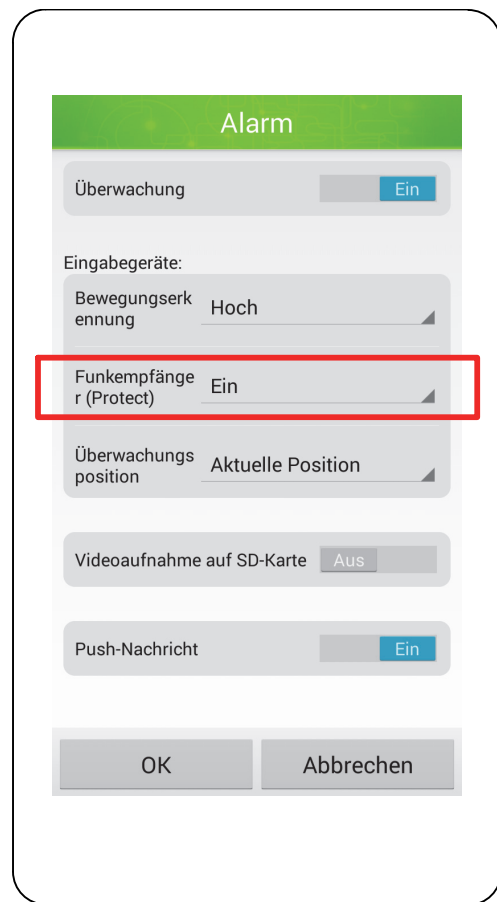 Alarm
Überwachung Ein
Eingabegeräte:
Bewegungserk
ennung
Hoch
Funkempfänge
r (Protect)
Ein
Überwachungs
position
Aktuelle Position
Videoaufnahme auf SD-Karte Aus
Push-Nachricht Ein
OK Abbrechen